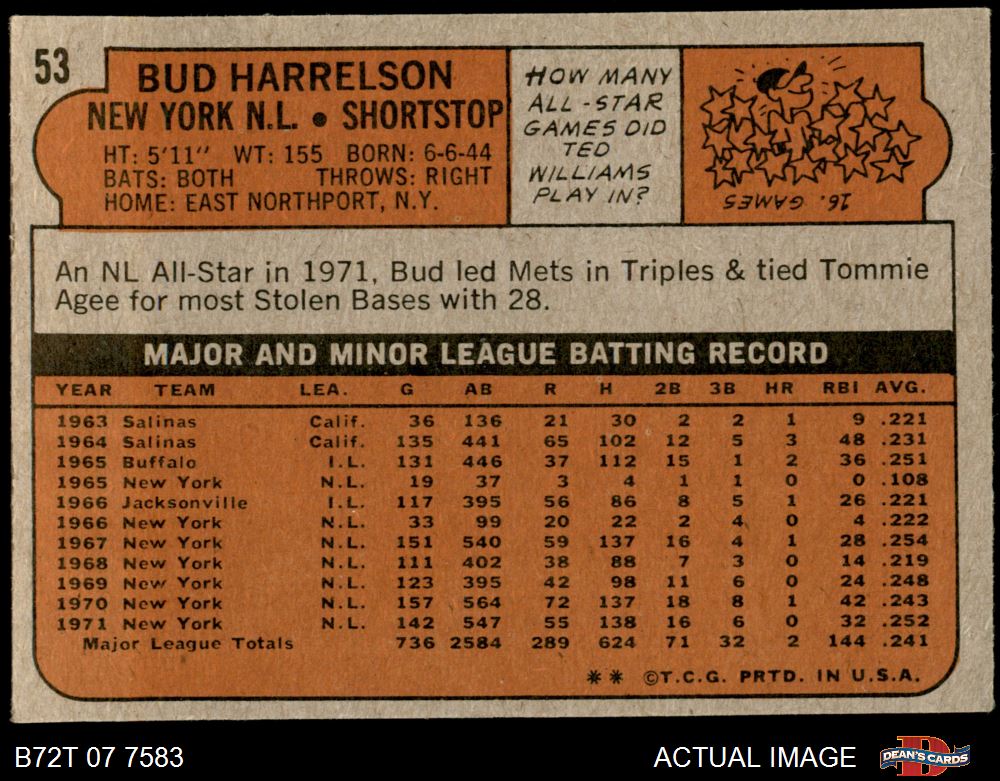 53
BUD HARRELSON
NEW YORK N.L. • SHORTSTOP
HT: 5'11" WT: 155 BORN: 6-6-44
BATS: BOTH THROWS: RIGHT
HOME: EAST NORTHPORT, N.Y.
HOW MANY
ALL-STAR
GAMES DID
TED
WILLIAMS
PLAY IN?
16. GAMES
An NL All-Star in 1971, Bud led Mets in Triples & tied Tommie
Agee for most Stolen Bases with 28.
MAJOR AND MINOR LEAGUE BATTING RECORD
YEAR TEAM LEA. G AB R H 2B 3B HR RBI AVG.
1963 Salinas Calif. 36 136 21 30 2 2 1 9 .221
1964 Salinas Calif. 135 441 65 102 12 5 3 48 .231
1965 Buffalo I.L. 131 446 37 112 15 1 2 36 .251
1965 New York N.L. 19 37 3 4 1 1 0 0 .108
1966 Jacksonville I.L. 117 395 56 86 8 5 1 26 .221
1966 New York N.L. 33 99 20 22 2 4 0 4 .222
1967 New York N.L. 151 540 59 137 16 4 1 28 .254
1968 New York N.L. 111 402 38 88 7 3 0 14 .219
1969 New York N.L. 123 395 42 98 11 6 0 24 .248
1970 New York N.L. 157 564 72 137 18 8 1 42 .243
1971 New York N.L. 142 547 55 138 16 6 0 32 .252
Major League Totals 736 2584 289 624 71 32 2 144 .241
** ©T.C.G. PRTD. IN U.S.A.
B72T 07 7583
ACTUAL IMAGE
DEAN'S CARDS